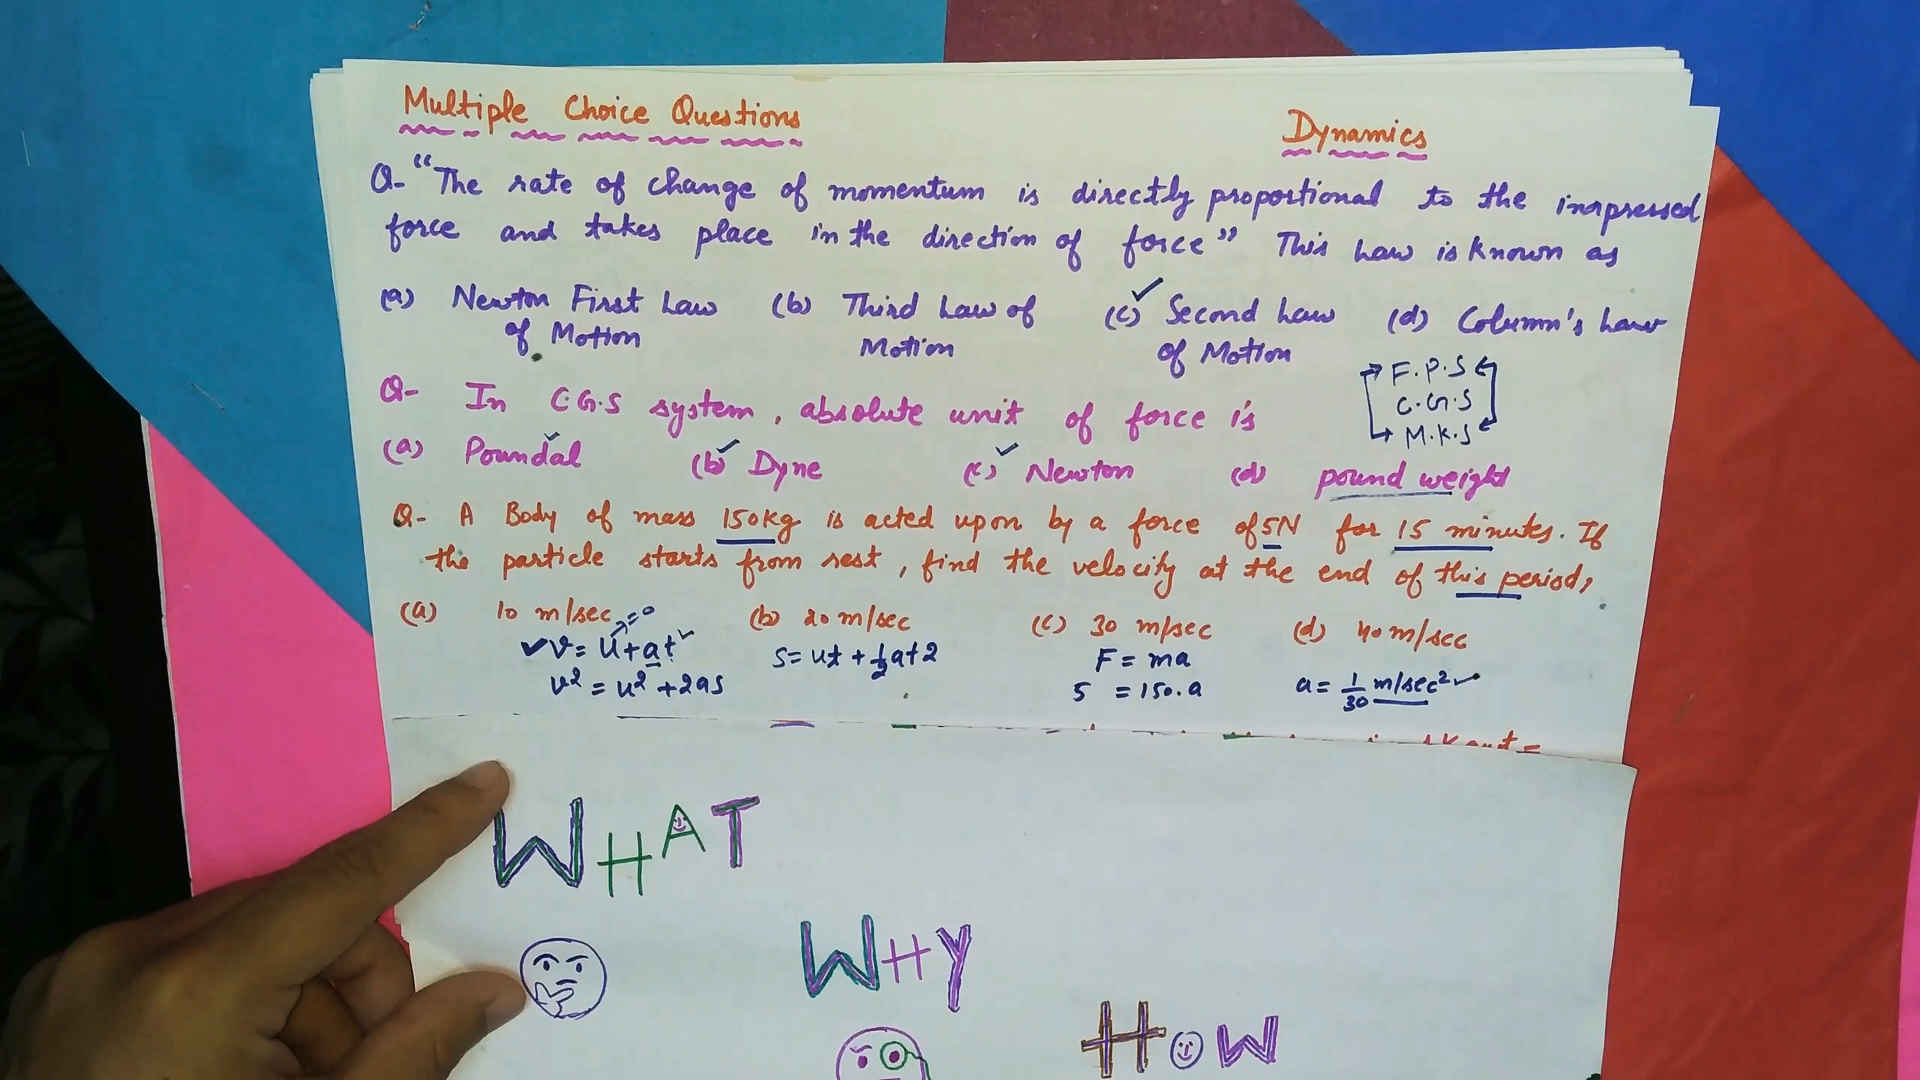 Multiple Choice Questions
Dynamics
Q- "The rate of change of momentum is directly proportional to the inxpressed
force and takes place in the direction of force" This Law is known as
(a) Newton First Law (b) Third Law of (c) Second Law (d) Column's Law
of Motion Motion of Motion
F.P.S
C.G.S
M.K.S
Q- In C.G.S system, absolute unit of force is
(a) Poundal (b) Dyne (c) Newton (d) pound weight
Q- A Body of mass 150kg is acted upon by a force of 5N for 15 minutes. If
the particle starts from rest, find the velocity at the end of this period,
(a) 10 m/sec (b) 20 m/sec (c) 30 m/sec (d) 40 m/sec
=0
v= u+at s= ut + 1/2at2 F = ma
v² = u² +2as 5 = 150.a a= 1/30 m/sec²
WHAT
WHY
HOW